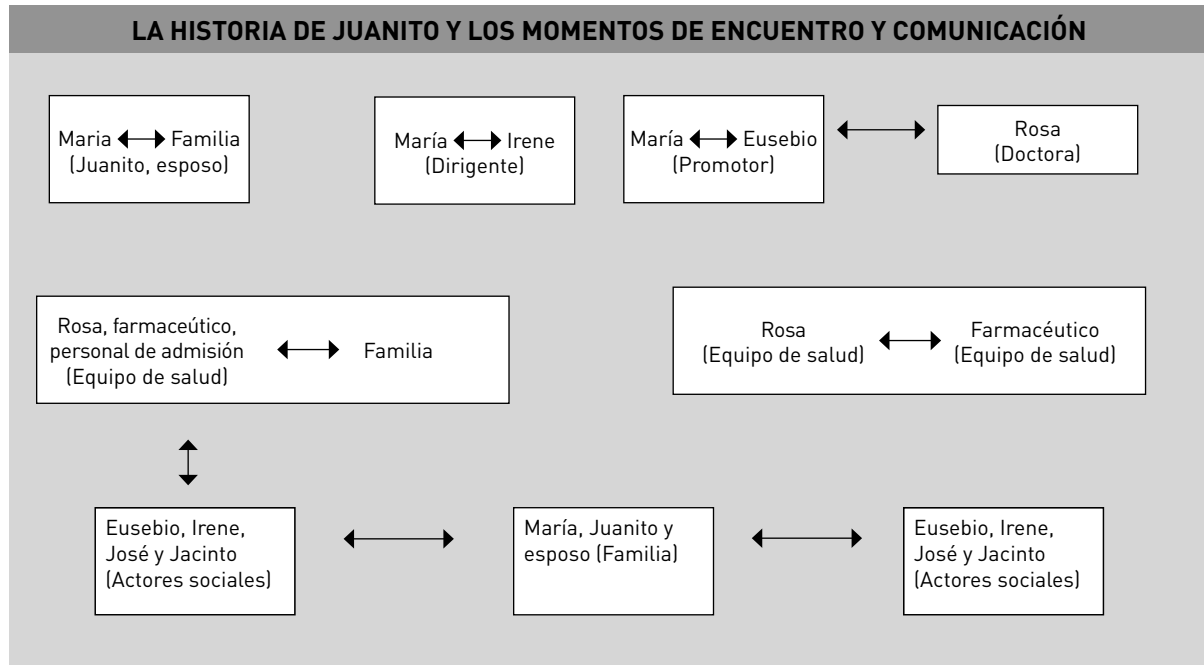 LA HISTORIA DE JUANITO Y LOS MOMENTOS DE ENCUENTRO Y COMUNICACIÓN
Maria Familia
(Juanito, esposo)
María Irene
(Dirigente)
María Eusebio
(Promotor)
Rosa
(Doctora)
Rosa, farmaceútico,
personal de admisión
(Equipo de salud)
Familia
Rosa
(Equipo de salud)
Farmacéutico
(Equipo de salud)
Eusebio, Irene,
José y Jacinto
(Actores sociales)
María, Juanito y
esposo (Familia)
Eusebio, Irene,
José y Jacinto
(Actores sociales)